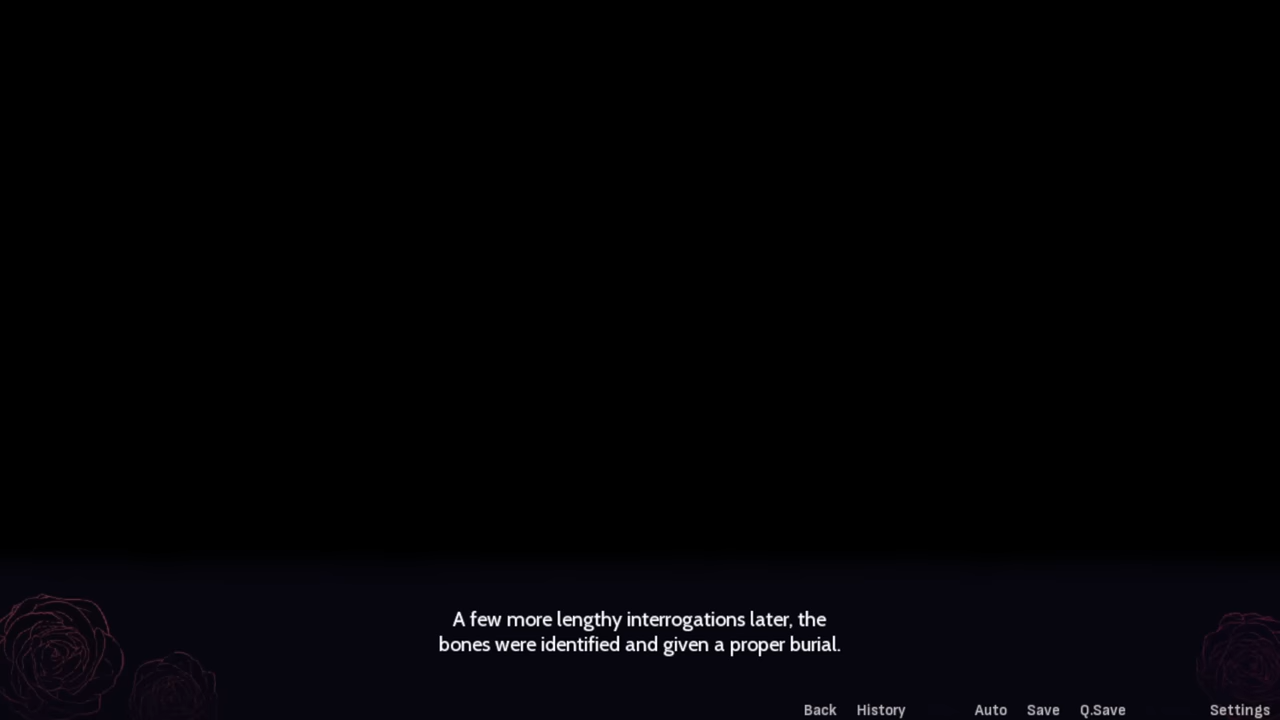 A few more lengthy interrogations later, the
bones were identified and given a proper burial.
Back History Auto Save Q.Save Settings